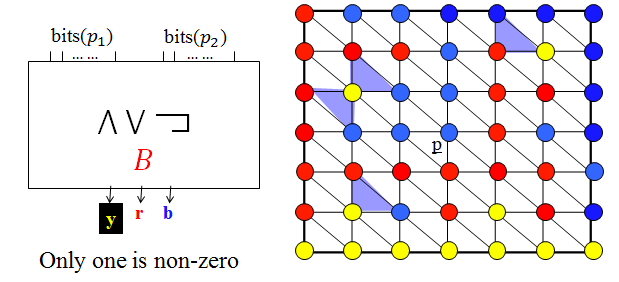 bits(p₁) bits(p₂)
... ... ... ...
∧ ∨ ¬
B
y r b
Only one is non-zero
p